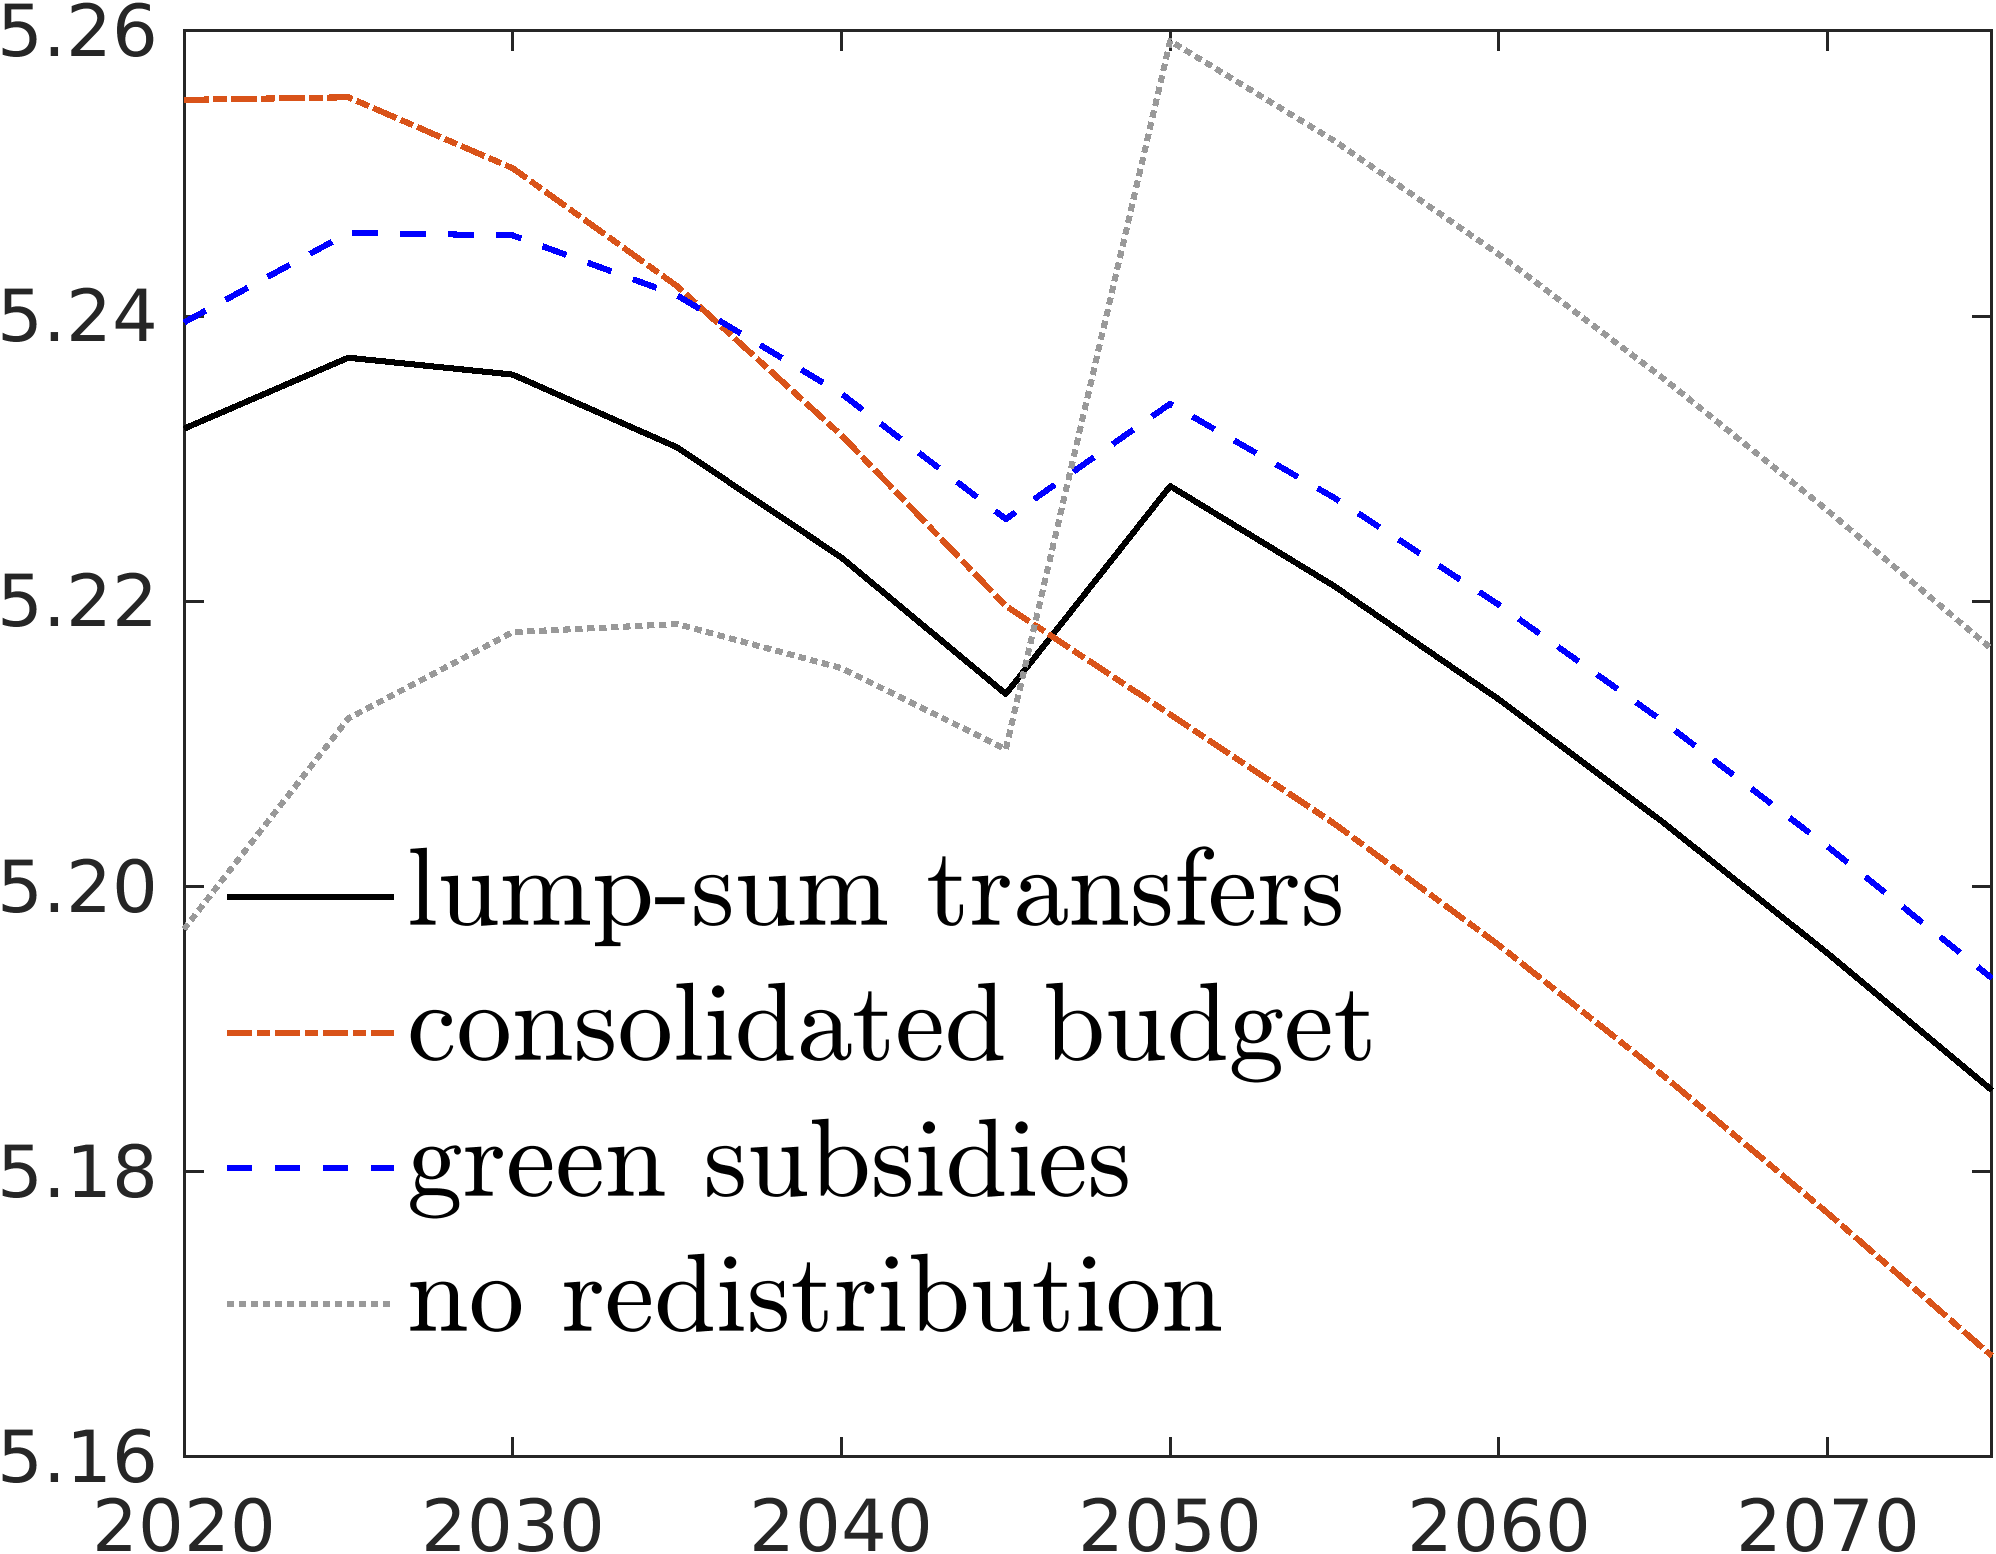 5.26
5.24
5.22
5.20
5.18
5.16
lump-sum transfers
consolidated budget
green subsidies
no redistribution
2020 2030 2040 2050 2060 2070